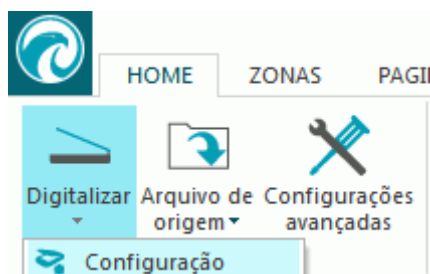 HOME ZONAS PAGI
Digitalizar Arquivo de Configurações
origem avançadas
Configuração